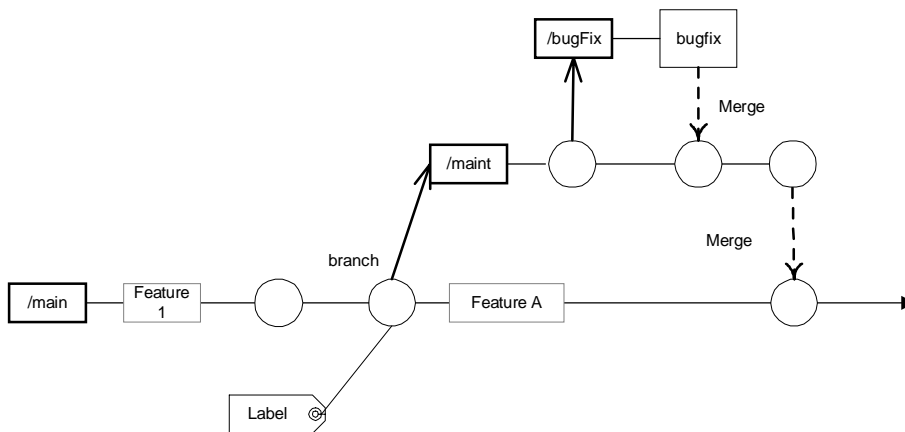 /bugFix
bugfix
Merge
/maint
Merge
branch
/main
Feature
1
Feature A
Label